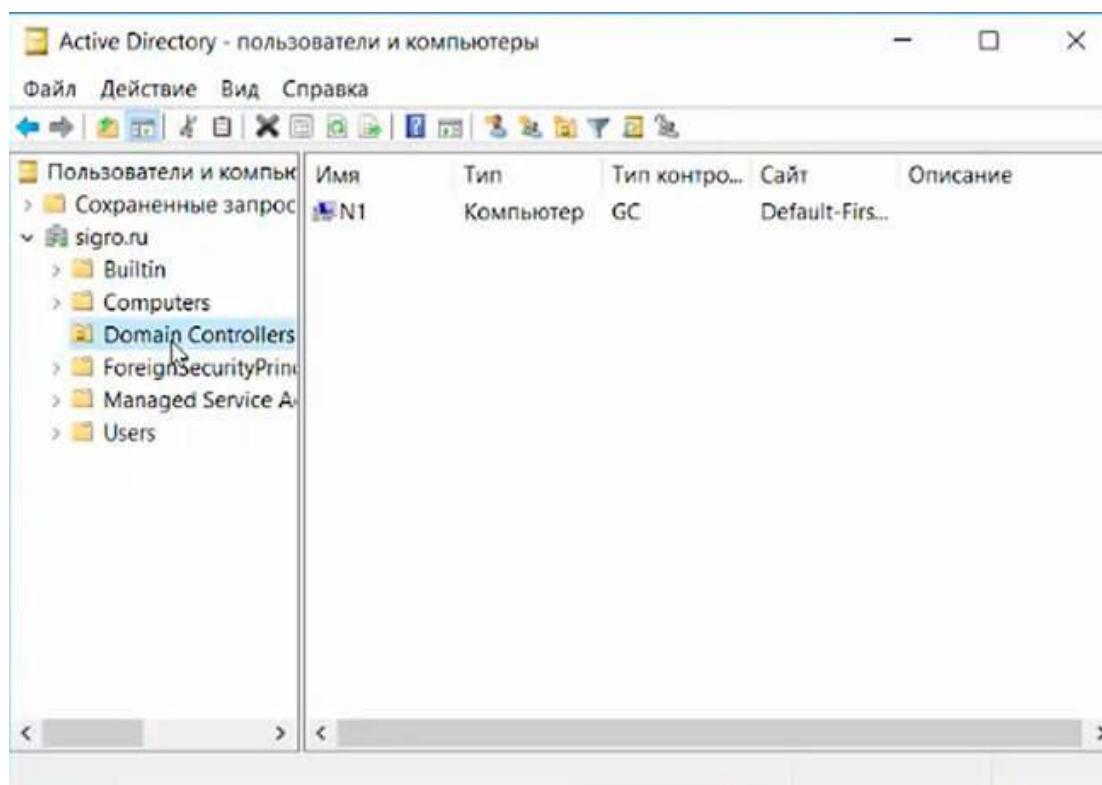 Active Directory - пользователи и компьютеры
Файл Действие Вид Справка
Пользователи и компьк
Сохраненные запрос
sigro.ru
Builtin
Computers
Domain Controllers
ForeignSecurityPrinc
Managed Service A
Users
Имя Тип Тип контро... Сайт Описание
N1 Компьютер GC Default-Firs...